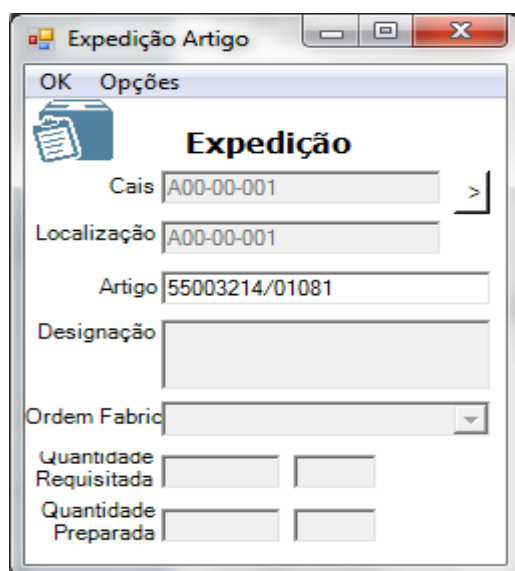 Expedição Artigo
OK Opções
Expedição
Cais A00-00-001 >
Localização A00-00-001
Artigo 55003214/01081
Designação
Ordem Fabric
Quantidade
Requisitada
Quantidade
Preparada